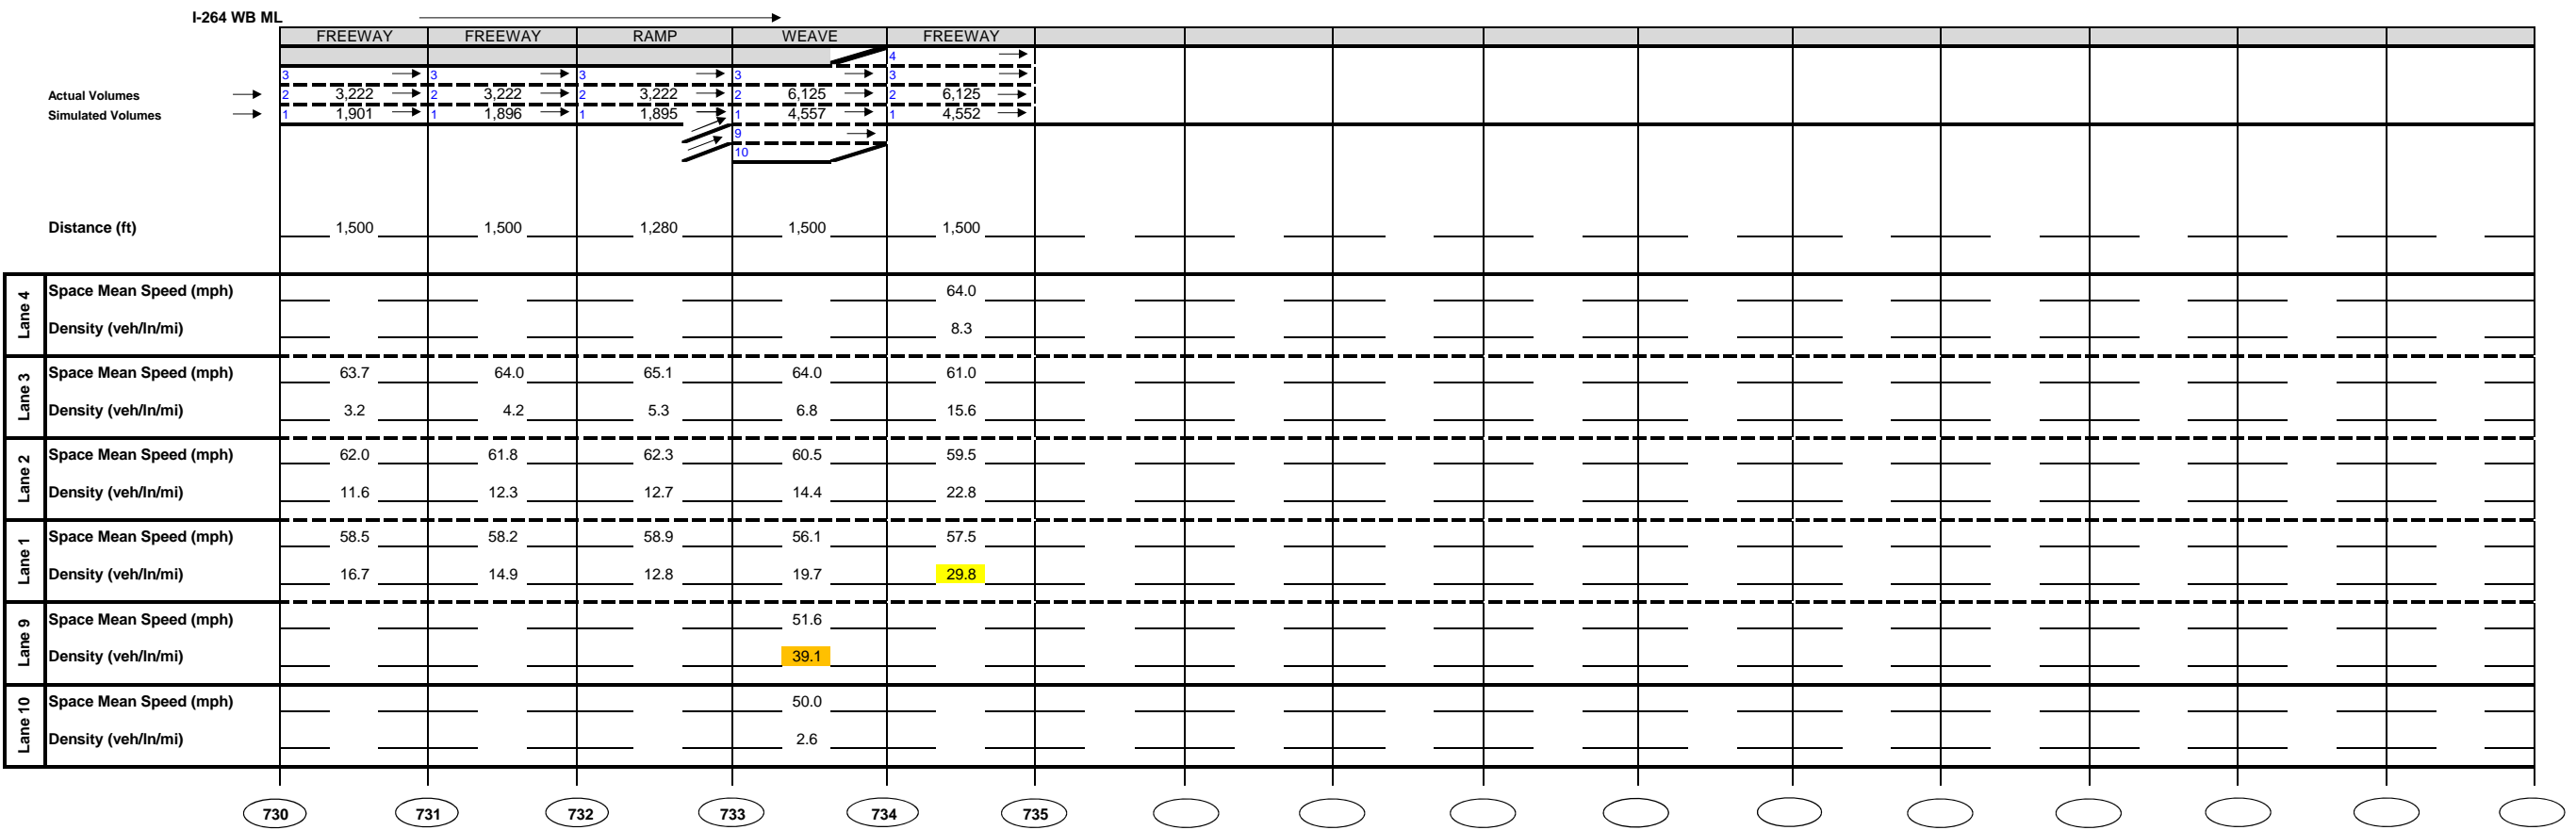 I-264 WB ML
FREEWAY FREEWAY RAMP WEAVE FREEWAY
4
3 3 3 3 3
Actual Volumes 2 3,222 2 3,222 2 3,222 2 6,125 2 6,125
Simulated Volumes 1 1,901 1 1,896 1 1,895 1 4,557 1 4,552
9
10
Distance (ft) 1,500 1,500 1,280 1,500 1,500
Lane 4
Space Mean Speed (mph) 64.0
Density (veh/ln/mi) 8.3
Lane 3
Space Mean Speed (mph) 63.7 64.0 65.1 64.0 61.0
Density (veh/ln/mi) 3.2 4.2 5.3 6.8 15.6
Lane 2
Space Mean Speed (mph) 62.0 61.8 62.3 60.5 59.5
Density (veh/ln/mi) 11.6 12.3 12.7 14.4 22.8
Lane 1
Space Mean Speed (mph) 58.5 58.2 58.9 56.1 57.5
Density (veh/ln/mi) 16.7 14.9 12.8 19.7 29.8
Lane 9
Space Mean Speed (mph) 51.6
Density (veh/ln/mi) 39.1
Lane 10
Space Mean Speed (mph) 50.0
Density (veh/ln/mi) 2.6
730 731 732 733 734 735